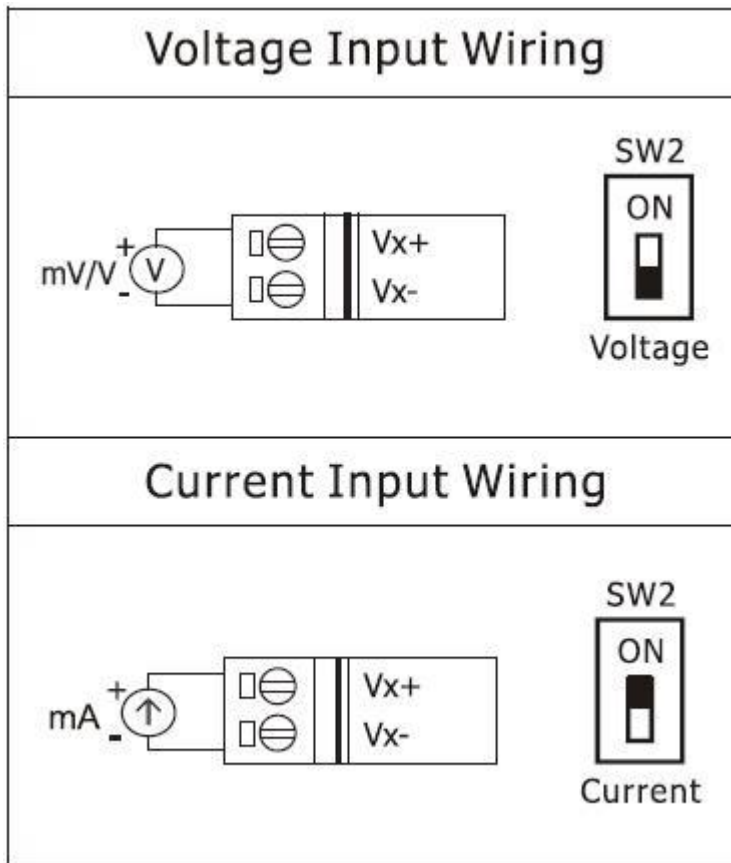 Voltage Input Wiring
SW2
ON
+
Vx+
mV/V V
-
Vx-
Voltage
Current Input Wiring
SW2
ON
+
Vx+
mA
-
Vx-
Current